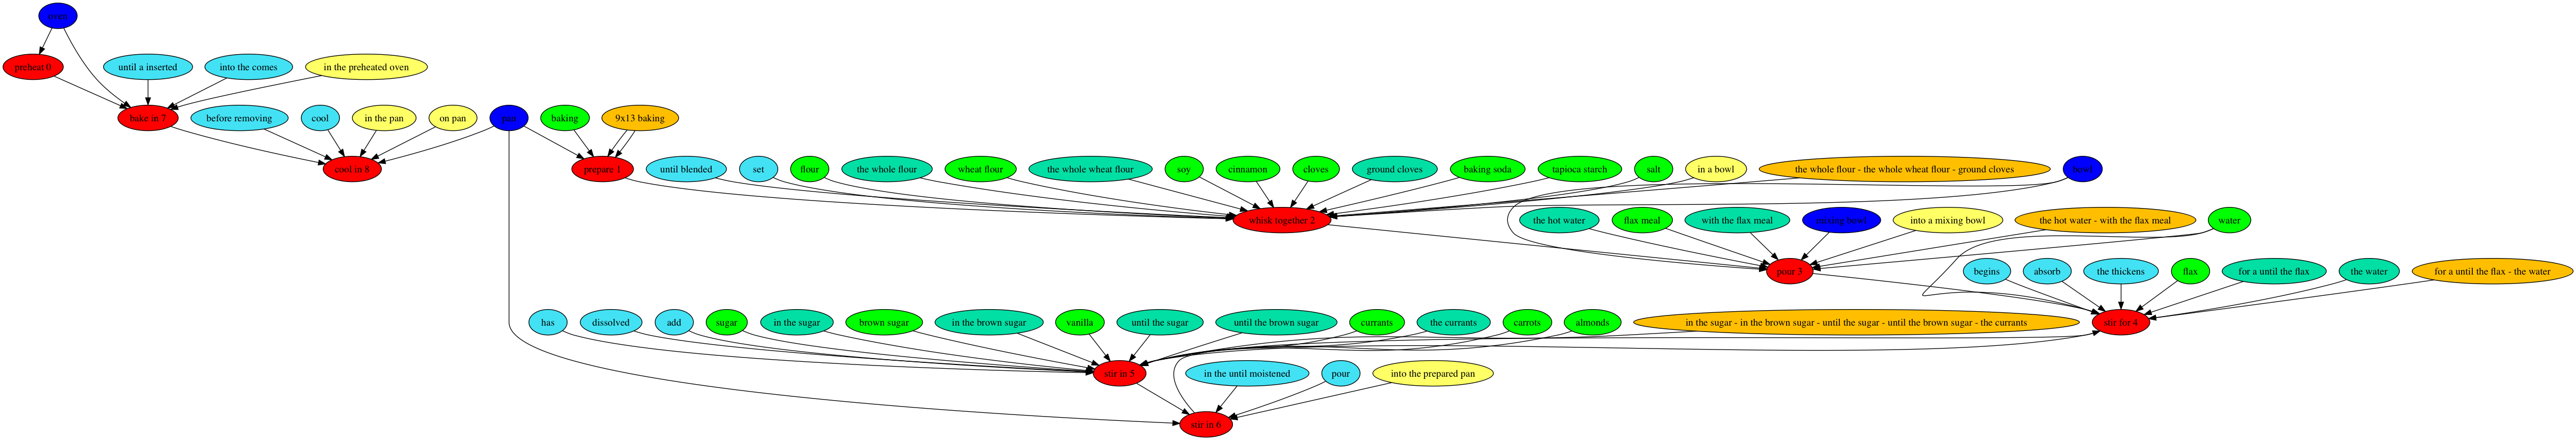 oven
preheat 0
until a inserted
into the comes
in the preheated oven
bake in 7
before removing
cool
in the pan
on pan
pan
baking
9x13 baking
cool in 8
prepare 1
until blended
set
flour
the whole flour
wheat flour
the whole wheat flour
soy
cinnamon
cloves
ground cloves
baking soda
tapioca starch
salt
in a bowl
the whole flour - the whole wheat flour - ground cloves
bowl
whisk together 2
the hot water
flax meal
with the flax meal
mixing bowl
into a mixing bowl
the hot water - with the flax meal
water
pour 3
begins
absorb
the thickens
flax
for a until the flax
the water
for a until the flax - the water
has
dissolved
add
sugar
in the sugar
brown sugar
in the brown sugar
vanilla
until the sugar
until the brown sugar
currants
the currants
carrots
almonds
in the sugar - in the brown sugar - until the sugar - until the brown sugar - the currants
stir for 4
stir in 5
in the until moistened
pour
into the prepared pan
stir in 6